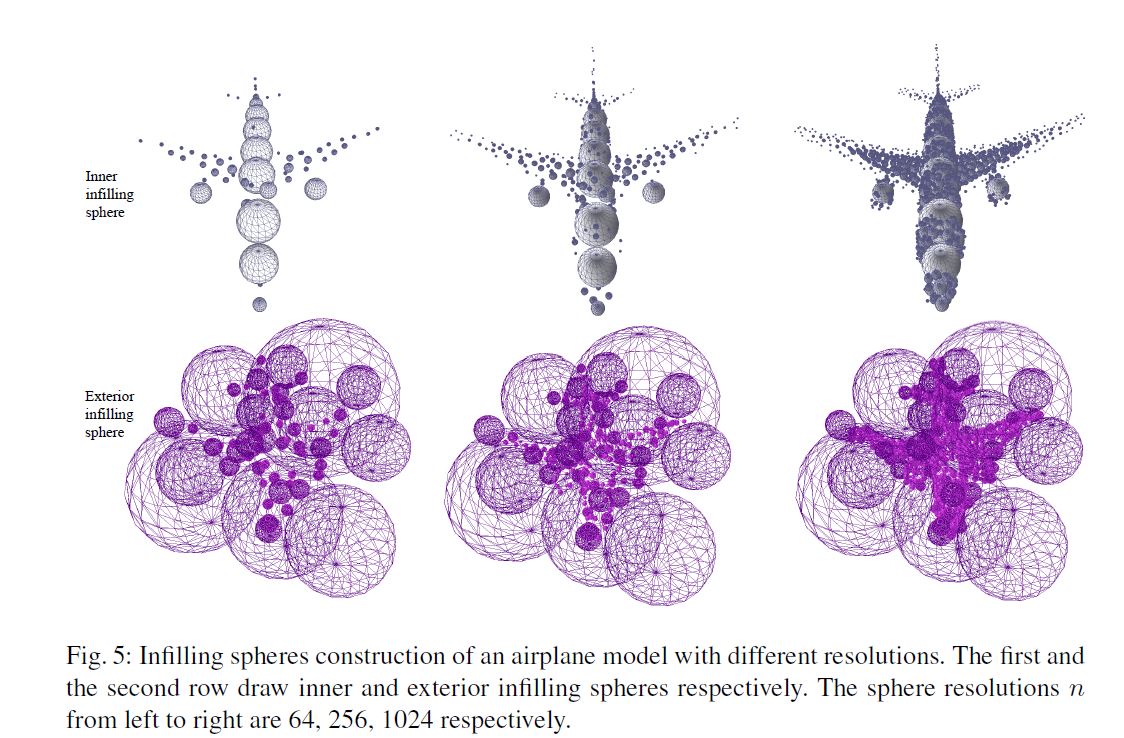 Inner
infilling
sphere
Exterior
infilling
sphere
Fig. 5: Infilling spheres construction of an airplane model with different resolutions. The first and
the second row draw inner and exterior infilling spheres respectively. The sphere resolutions n
from left to right are 64, 256, 1024 respectively.